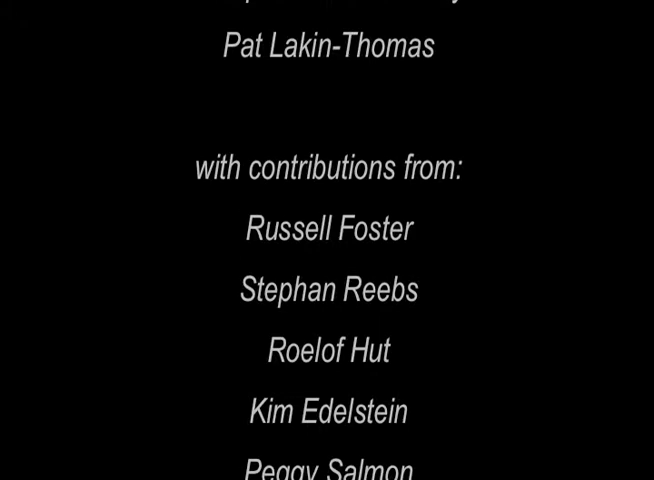 Pat Lakin-Thomas
with contributions from:
Russell Foster
Stephan Reebs
Roelof Hut
Kim Edelstein
Peggy Salmon